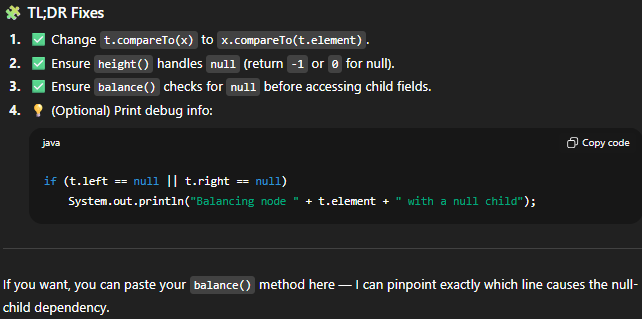 🧩 TL;DR Fixes
1. ✅ Change t.compareTo(x) to x.compareTo(t.element).
2. ✅ Ensure height() handles null (return -1 or 0 for null).
3. ✅ Ensure balance() checks for null before accessing child fields.
4. 💡 (Optional) Print debug info:
java
Copy code
if (t.left == null || t.right == null)
    System.out.println("Balancing node " + t.element + " with a null child");
If you want, you can paste your balance() method here — I can pinpoint exactly which line causes the null-
child dependency.